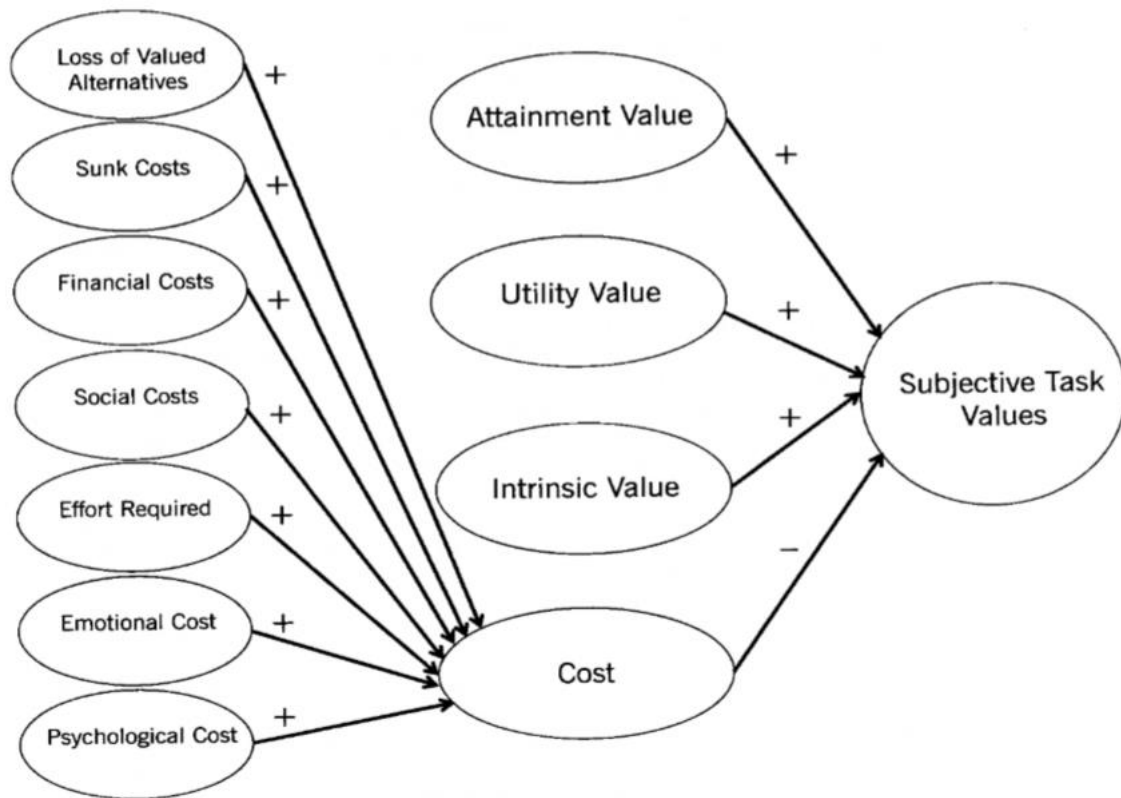 Loss of Valued
Alternatives
+
Sunk Costs
+
Financial Costs
+
Social Costs
+
Effort Required
+
Emotional Cost
+
Psychological Cost
+
Attainment Value
+
Utility Value
+
Intrinsic Value
+
Cost
−
Subjective Task
Values